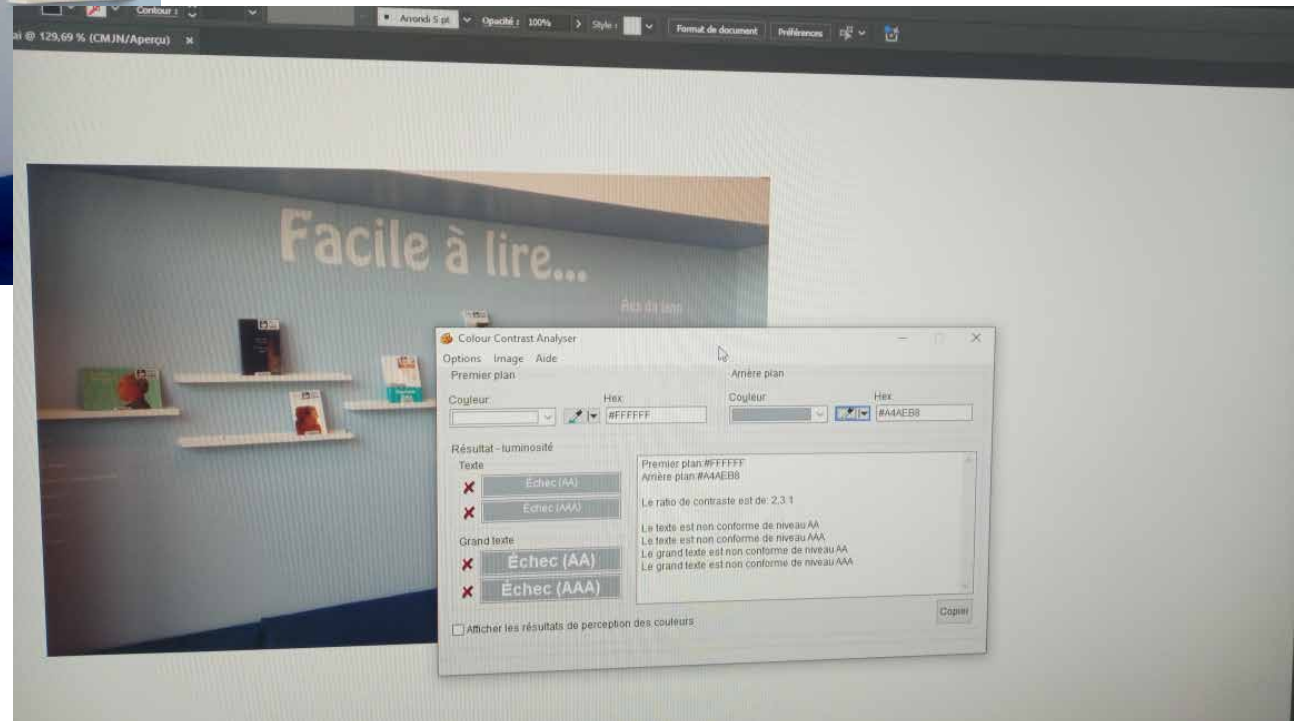 Contour :
Arrondi 5 pt.
Opacité : 100%
Style :
Format de document
Préférences
ai @ 129,69 % (CMJN/Aperçu) ×
Facile à lire...
Colour Contrast Analyser
Options Image Aide
Premier plan
Arrière plan
Couleur Hex
#FFFFFF
Couleur Hex
#A4AEB8
Résultat - luminosité
Texte
Échec (AA)
Échec (AAA)
Grand texte
Échec (AA)
Échec (AAA)
Premier plan:#FFFFFF
Arrière plan:#A4AEB8
Le ratio de contraste est de: 2,3:1
Le texte est non conforme de niveau AA
Le texte est non conforme de niveau AAA
Le grand texte est non conforme de niveau AA
Le grand texte est non conforme de niveau AAA
Copier
Afficher les résultats de perception des couleurs